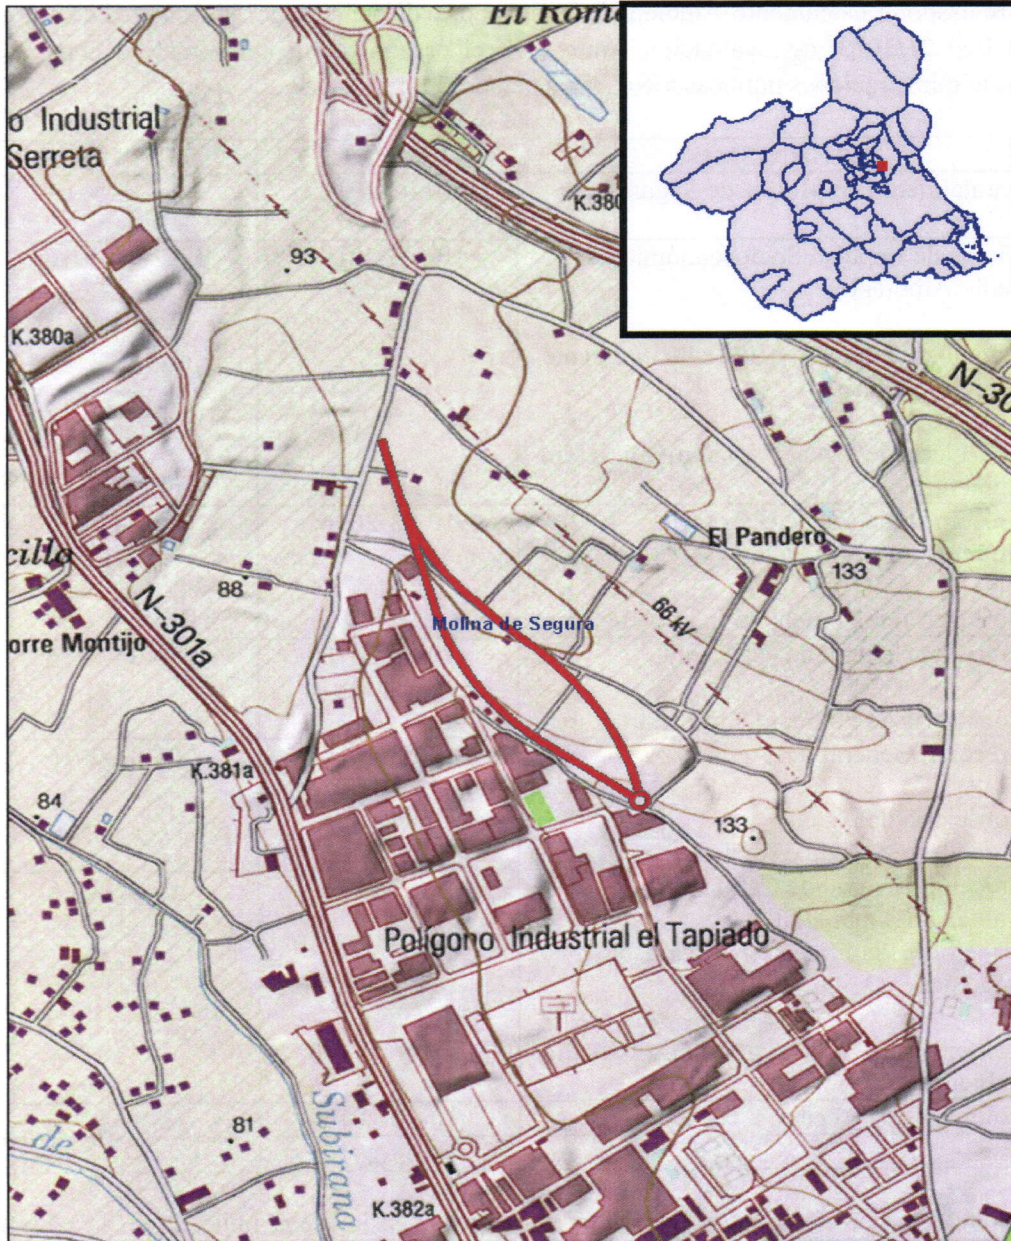 El Rom
o Industrial
Serreta
K.380
93
K.380a
N-30
El Pandero
133
cillo
88
N-301a
66 kV
Molina de Segura
orre Montijo
K.381a
84
133
Polígono Industrial el Tapiado
81
de
Subirana
K.382a